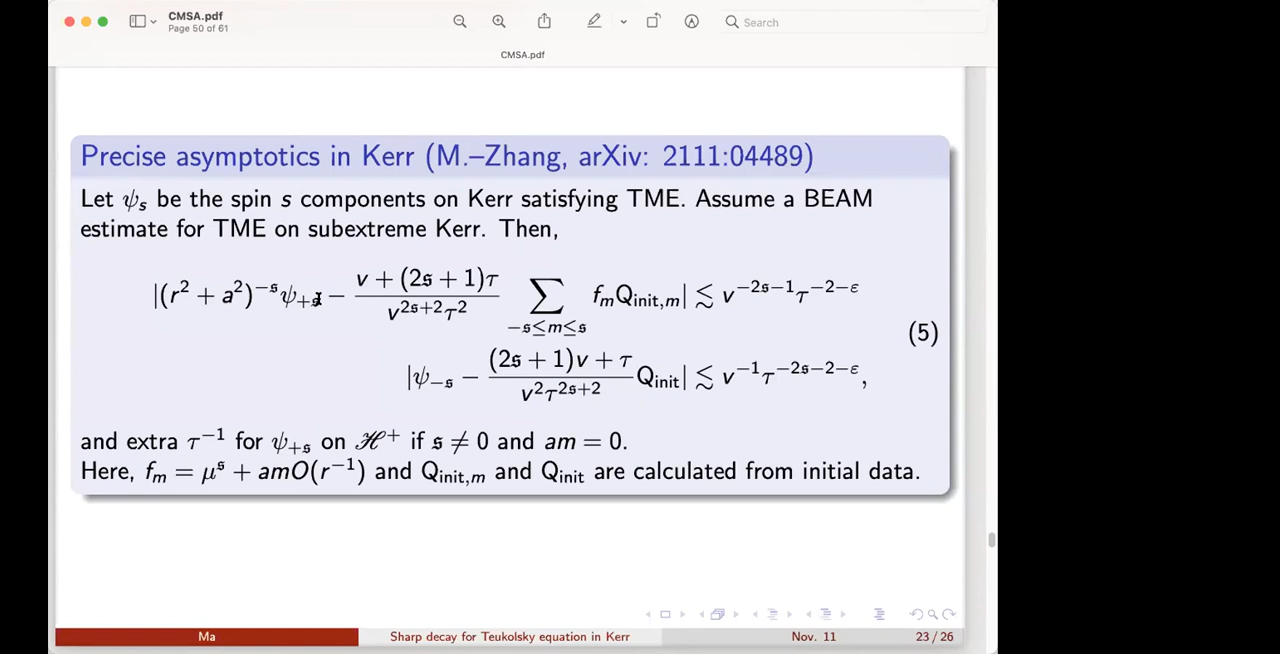 CMSA.pdf
Page 50 of 61
Search
CMSA.pdf
Precise asymptotics in Kerr (M.–Zhang, arXiv: 2111:04489)
Let ψₛ be the spin s components on Kerr satisfying TME. Assume a BEAM
estimate for TME on subextreme Kerr. Then,
|(r² + a²)^{-𝔰}ψ_{+𝔰} − \frac{v + (2𝔰 + 1)τ}{v^{2𝔰+2}τ²} ∑_{−𝔰≤m≤𝔰} f_m Q_{init,m}| ≲ v^{−2𝔰−1}τ^{−2−ε}
(5)
|ψ_{−𝔰} − \frac{(2𝔰 + 1)v + τ}{v²τ^{2𝔰+2}} Q_{init}| ≲ v^{−1}τ^{−2𝔰−2−ε},
and extra τ^{−1} for ψ_{+𝔰} on ℋ⁺ if 𝔰 ≠ 0 and am = 0.
Here, f_m = μ^𝔰 + amO(r^{−1}) and Q_{init,m} and Q_{init} are calculated from initial data.
Ma
Sharp decay for Teukolsky equation in Kerr
Nov. 11
23 / 26